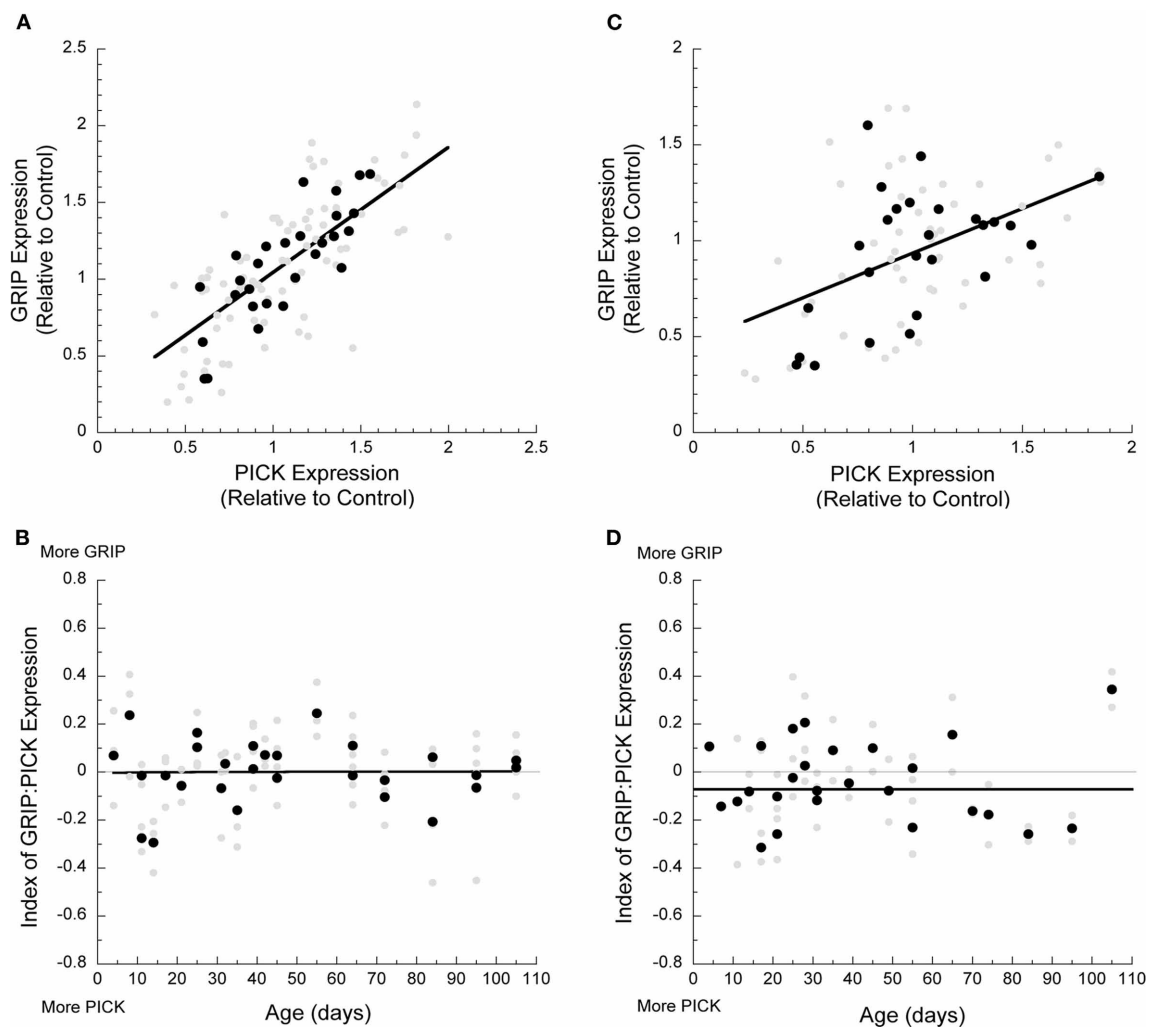 A
2.5
2
1.5
1
0.5
0
GRIP Expression
(Relative to Control)
0
0.5
1
1.5
2
2.5
PICK Expression
(Relative to Control)
C
2
1.5
1
0.5
0
GRIP Expression
(Relative to Control)
0
0.5
1
1.5
2
PICK Expression
(Relative to Control)
B
More GRIP
0.8
0.6
0.4
0.2
0
-0.2
-0.4
-0.6
-0.8
Index of GRIP:PICK Expression
0 10 20 30 40 50 60 70 80 90 100 110
More PICK
Age (days)
D
More GRIP
0.8
0.6
0.4
0.2
0
-0.2
-0.4
-0.6
-0.8
Index of GRIP:PICK Expression
0 10 20 30 40 50 60 70 80 90 100 110
More PICK
Age (days)